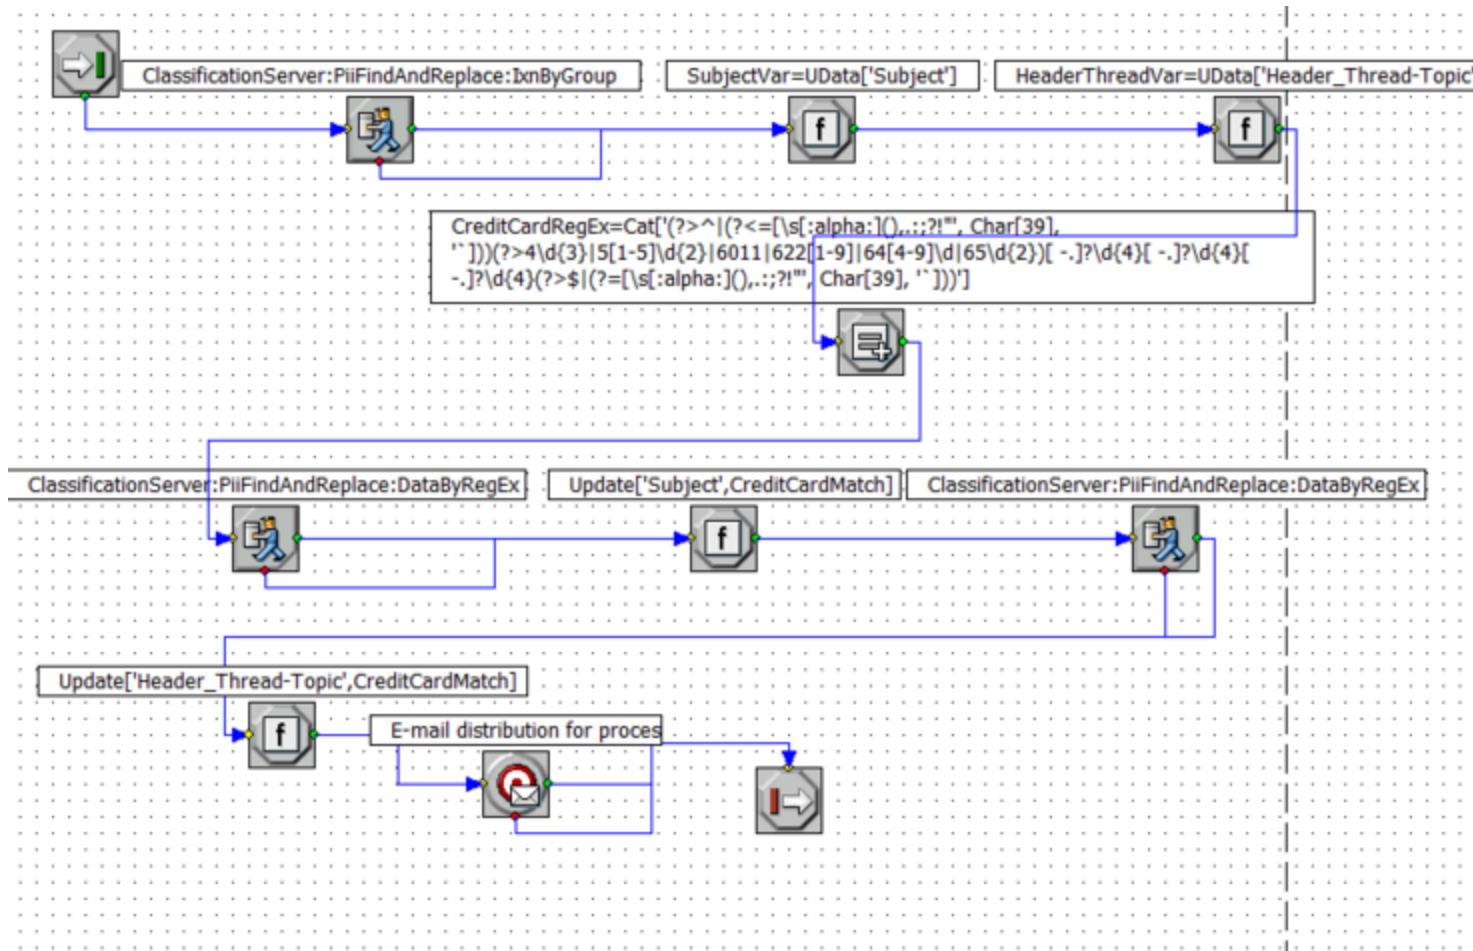 ClassificationServer:PiiFindAndReplace:IxnByGroup
SubjectVar=UData['Subject']
HeaderThreadVar=UData['Header_Thread-Topic'
f
f
CreditCardRegEx=Cat['(?>^|(?<=[\s[:alpha:](),.:;?!"', Char[39],
'`]))(?>4\d{3}|5[1-5]\d{2}|6011|622[1-9]|64[4-9]\d|65\d{2})[ -.]?\d{4}[ -.]?\d{4}[
-.]?\d{4}(?>$|(?=[\s[:alpha:](),.:;?!"', Char[39], '`]))']
ClassificationServer:PiiFindAndReplace:DataByRegEx
Update['Subject',CreditCardMatch]
ClassificationServer:PiiFindAndReplace:DataByRegEx
f
Update['Header_Thread-Topic',CreditCardMatch]
f
E-mail distribution for proces